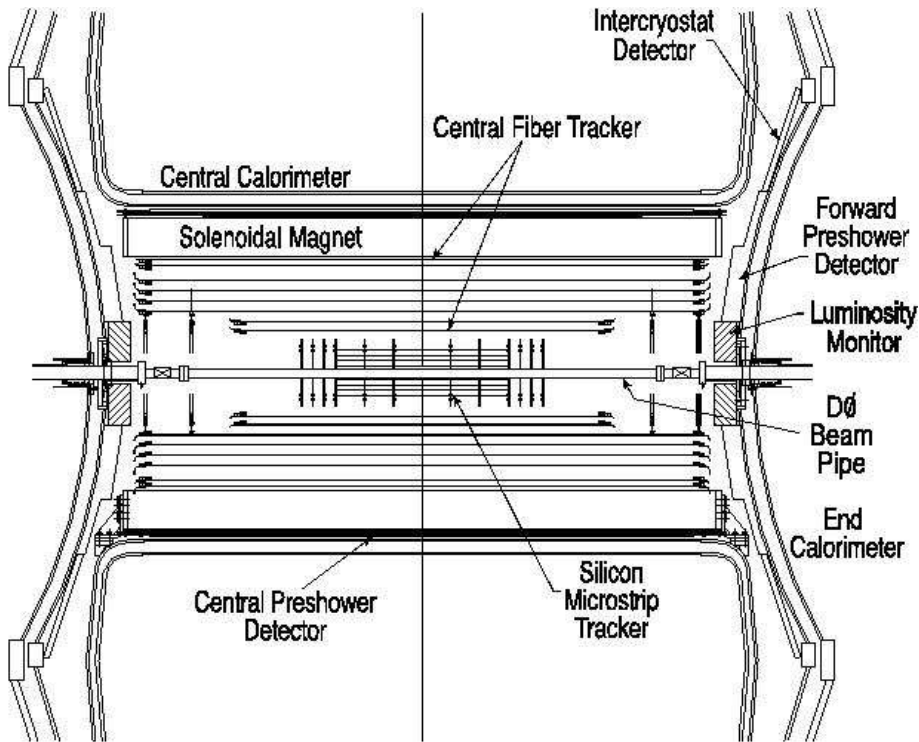 Intercryostat
Detector
Central Fiber Tracker
Central Calorimeter
Solenoidal Magnet
Forward
Preshower
Detector
Luminosity
Monitor
DØ
Beam
Pipe
End
Calorimeter
Silicon
Microstrip
Tracker
Central Preshower
Detector